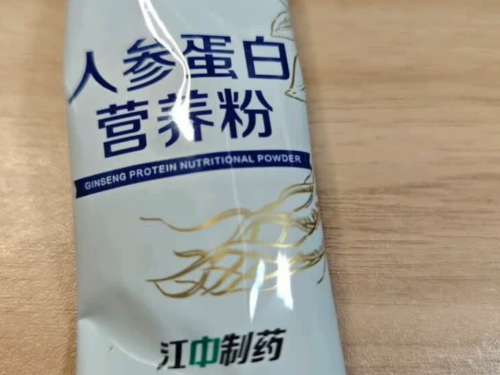 人参蛋白
营养粉
GINSENG PROTEIN NUTRITIONAL POWDER
江中制药